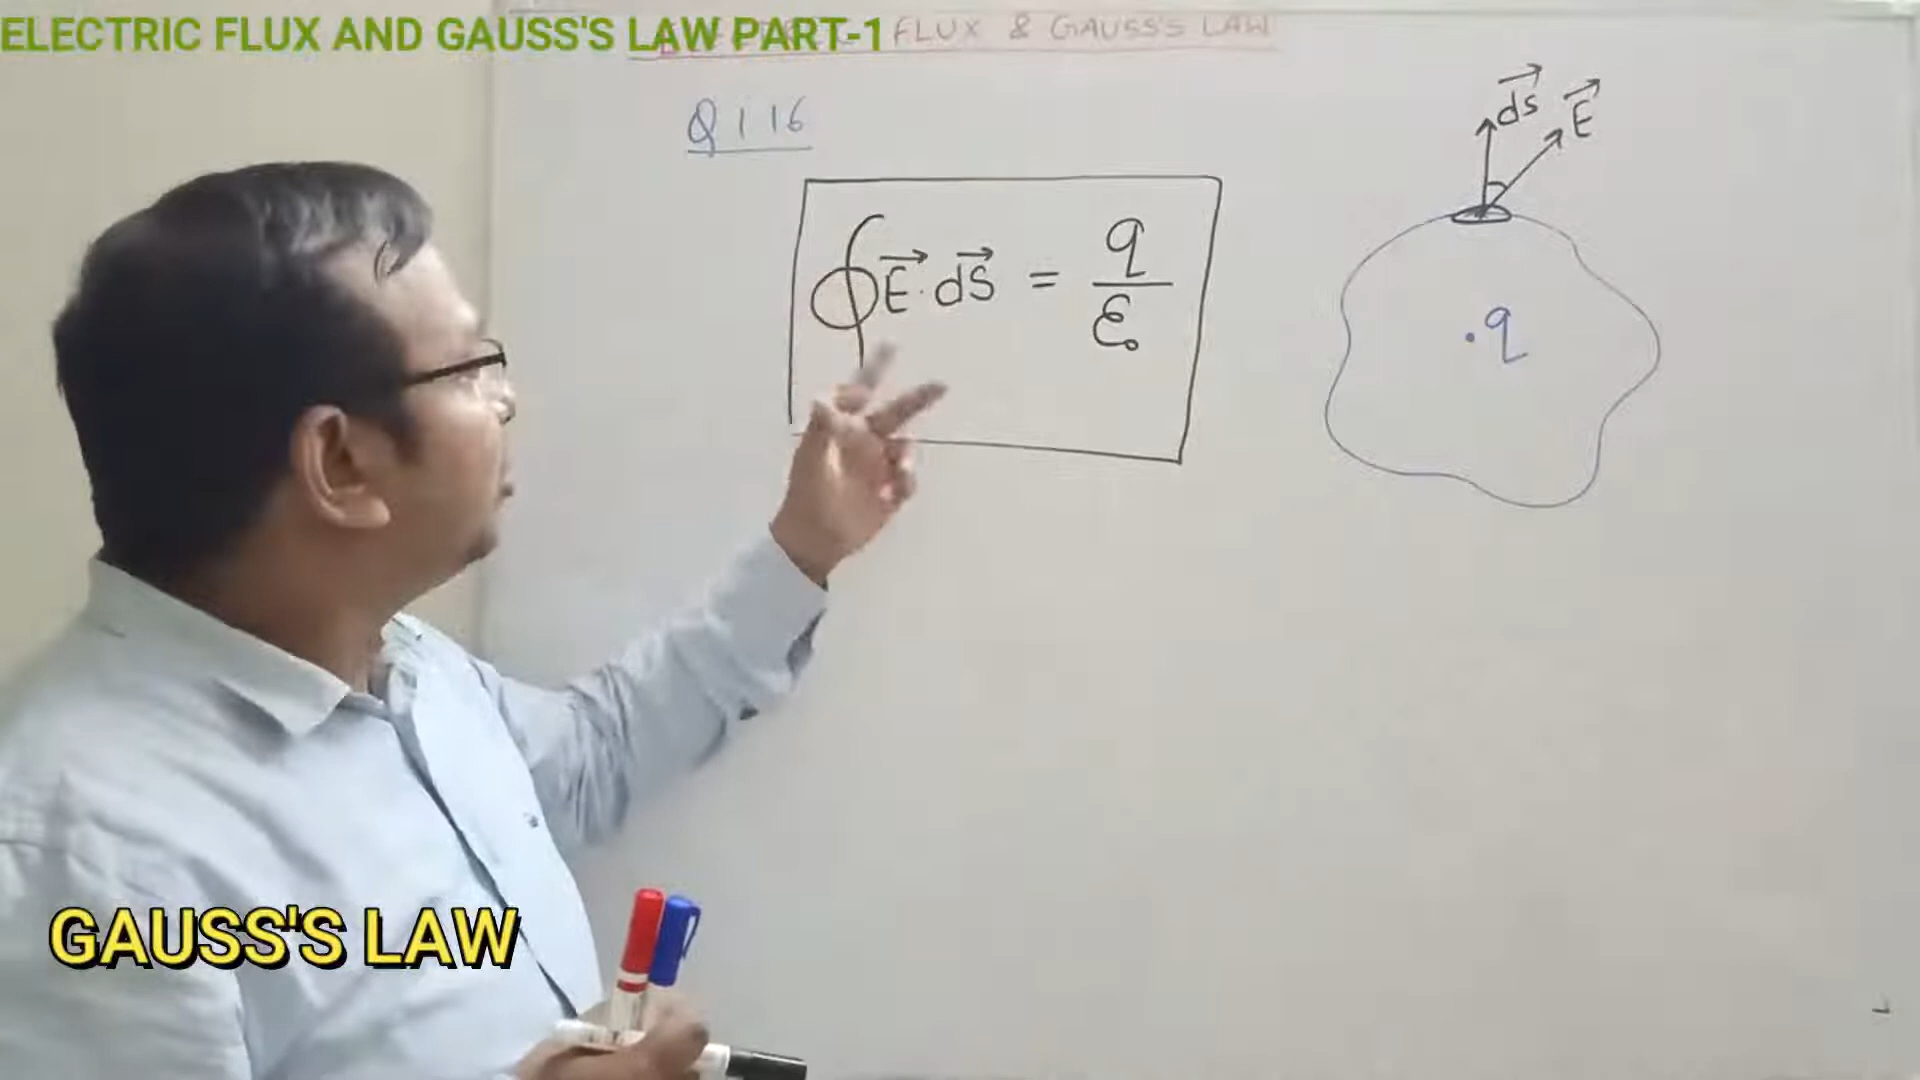 ELECTRIC FLUX AND GAUSS'S LAW PART-1
FLUX & GAUSS'S LAW
Q 1 16
∮ E⃗ . dS⃗ = q / ε₀
ds⃗ E⃗
. q
GAUSS'S LAW